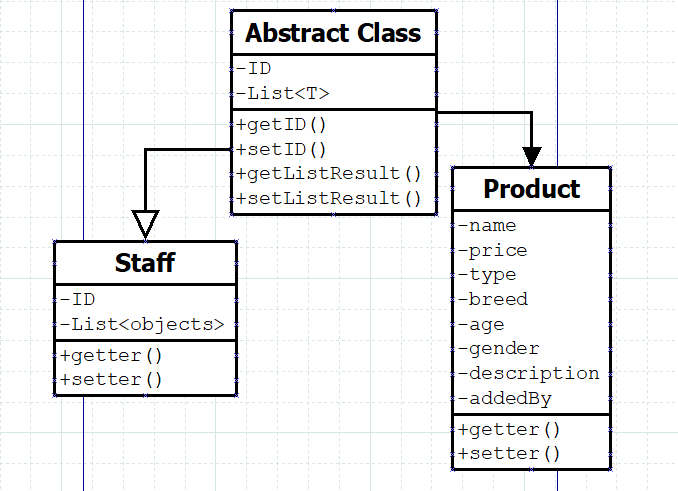 Abstract Class
-ID
-List<T>
+getID()
+setID()
+getListResult()
+setListResult()
Staff
-ID
-List<objects>
+getter()
+setter()
Product
-name
-price
-type
-breed
-age
-gender
-description
-addedBy
+getter()
+setter()